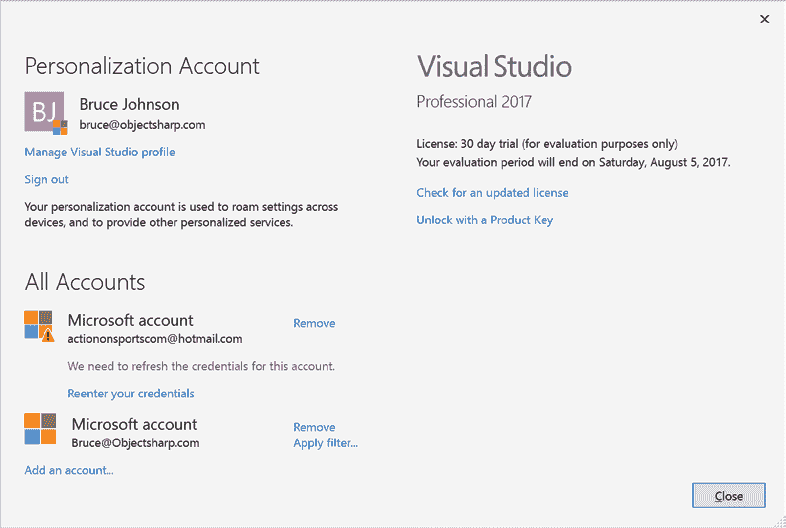 Personalization Account
BJ
Bruce Johnson
bruce@objectsharp.com
Manage Visual Studio profile
Sign out
Your personalization account is used to roam settings across
devices, and to provide other personalized services.
All Accounts
Microsoft account
Remove
actiononsportscom@hotmail.com
We need to refresh the credentials for this account.
Reenter your credentials
Microsoft account
Remove
Bruce@Objectsharp.com
Apply filter...
Add an account...
Visual Studio
Professional 2017
License: 30 day trial (for evaluation purposes only)
Your evaluation period will end on Saturday, August 5, 2017.
Check for an updated license
Unlock with a Product Key
Close